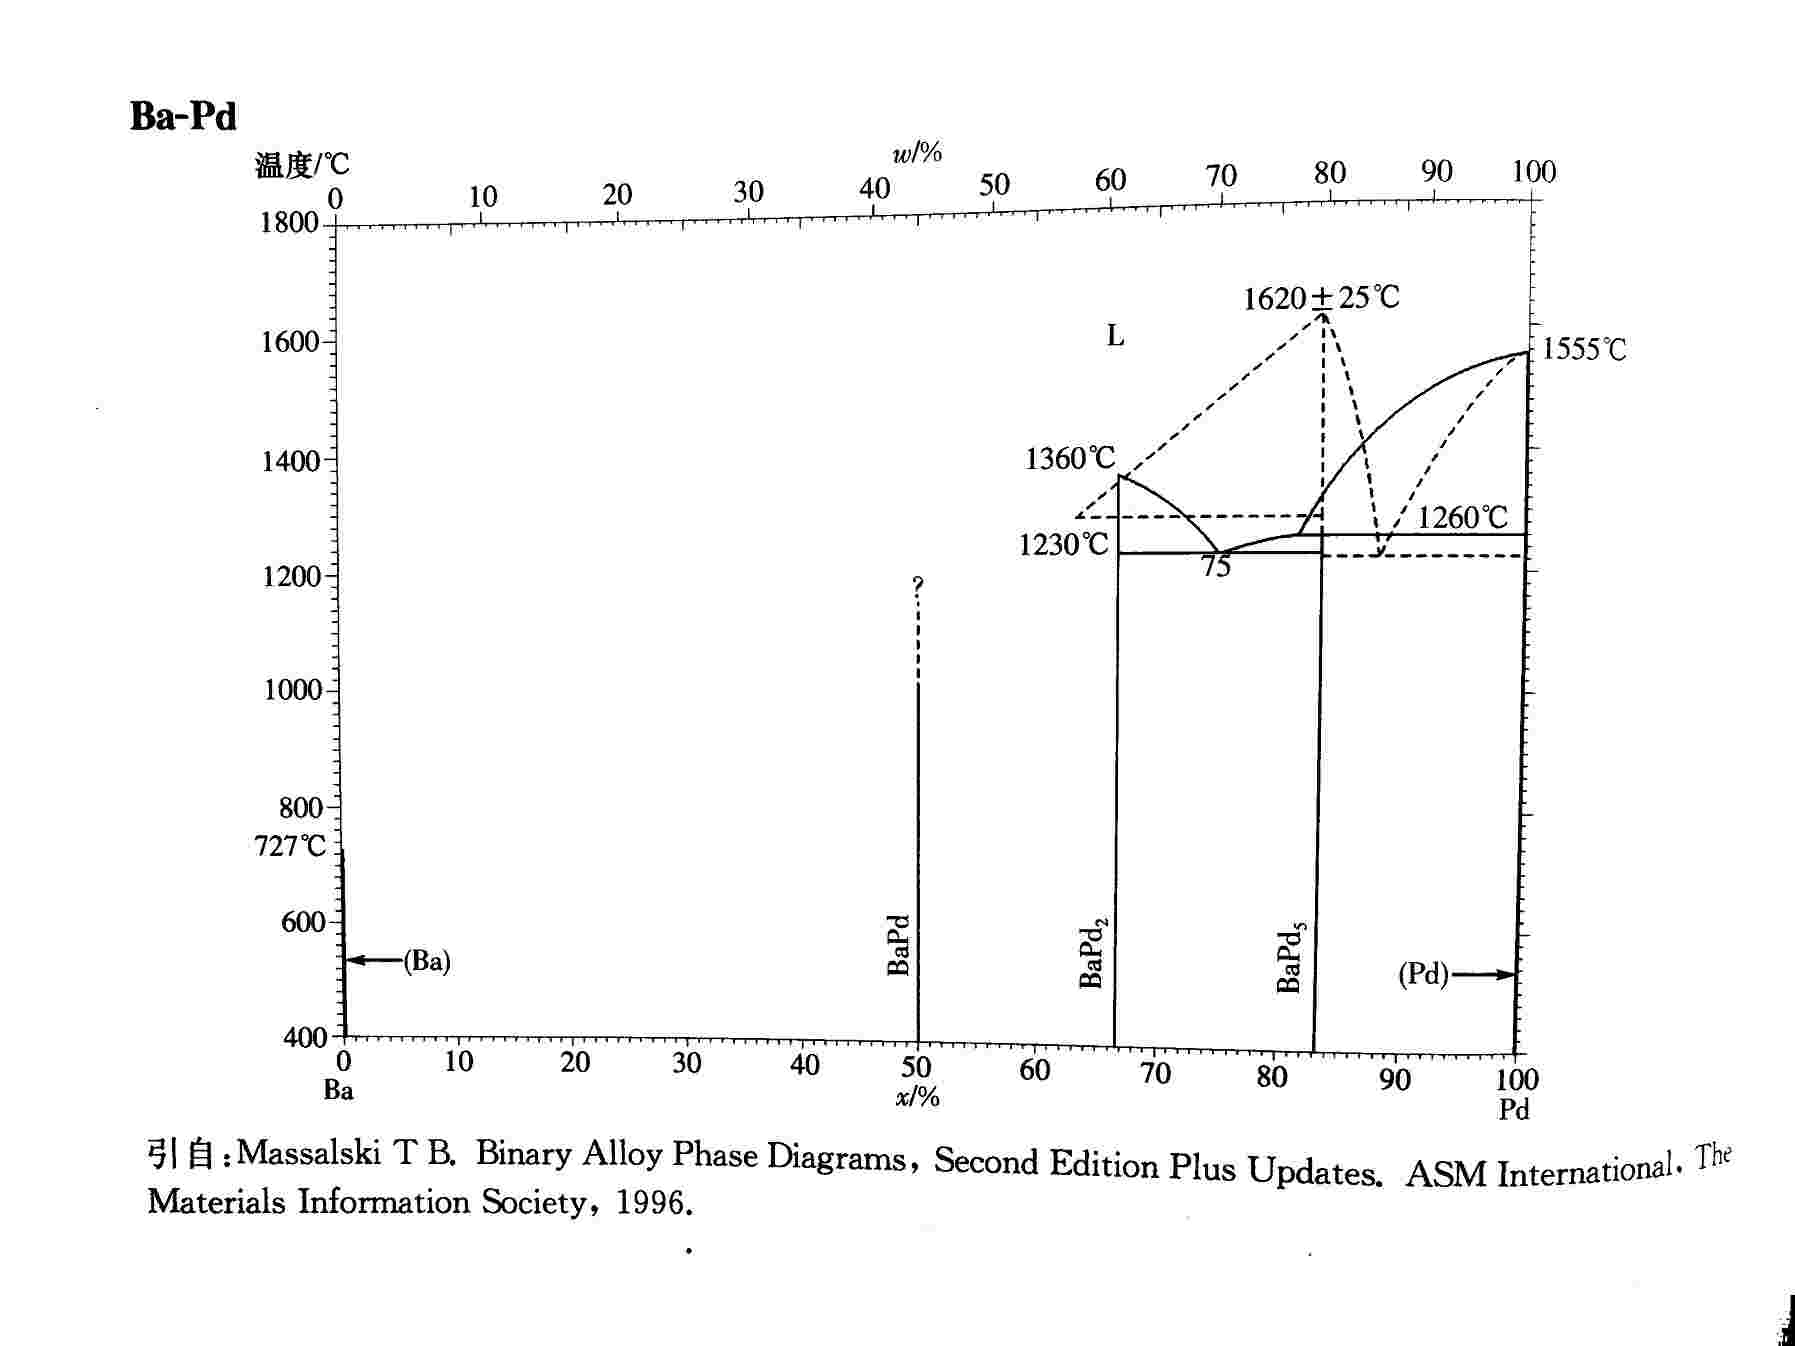 Ba-Pd
温度/℃
w/%
0 10 20 30 40 50 60 70 80 90 100
1800
1620±25℃
L
1600
1555℃
1400
1360℃
1260℃
1230℃
75
1200
?
1000
800
727℃
600
BaPd
BaPd₂
BaPd₅
(Ba)
(Pd)
400
0 10 20 30 40 50 60 70 80 90 100
Ba
x/%
Pd
引自:Massalski T B. Binary Alloy Phase Diagrams, Second Edition Plus Updates. ASM International. The
Materials Information Society, 1996.